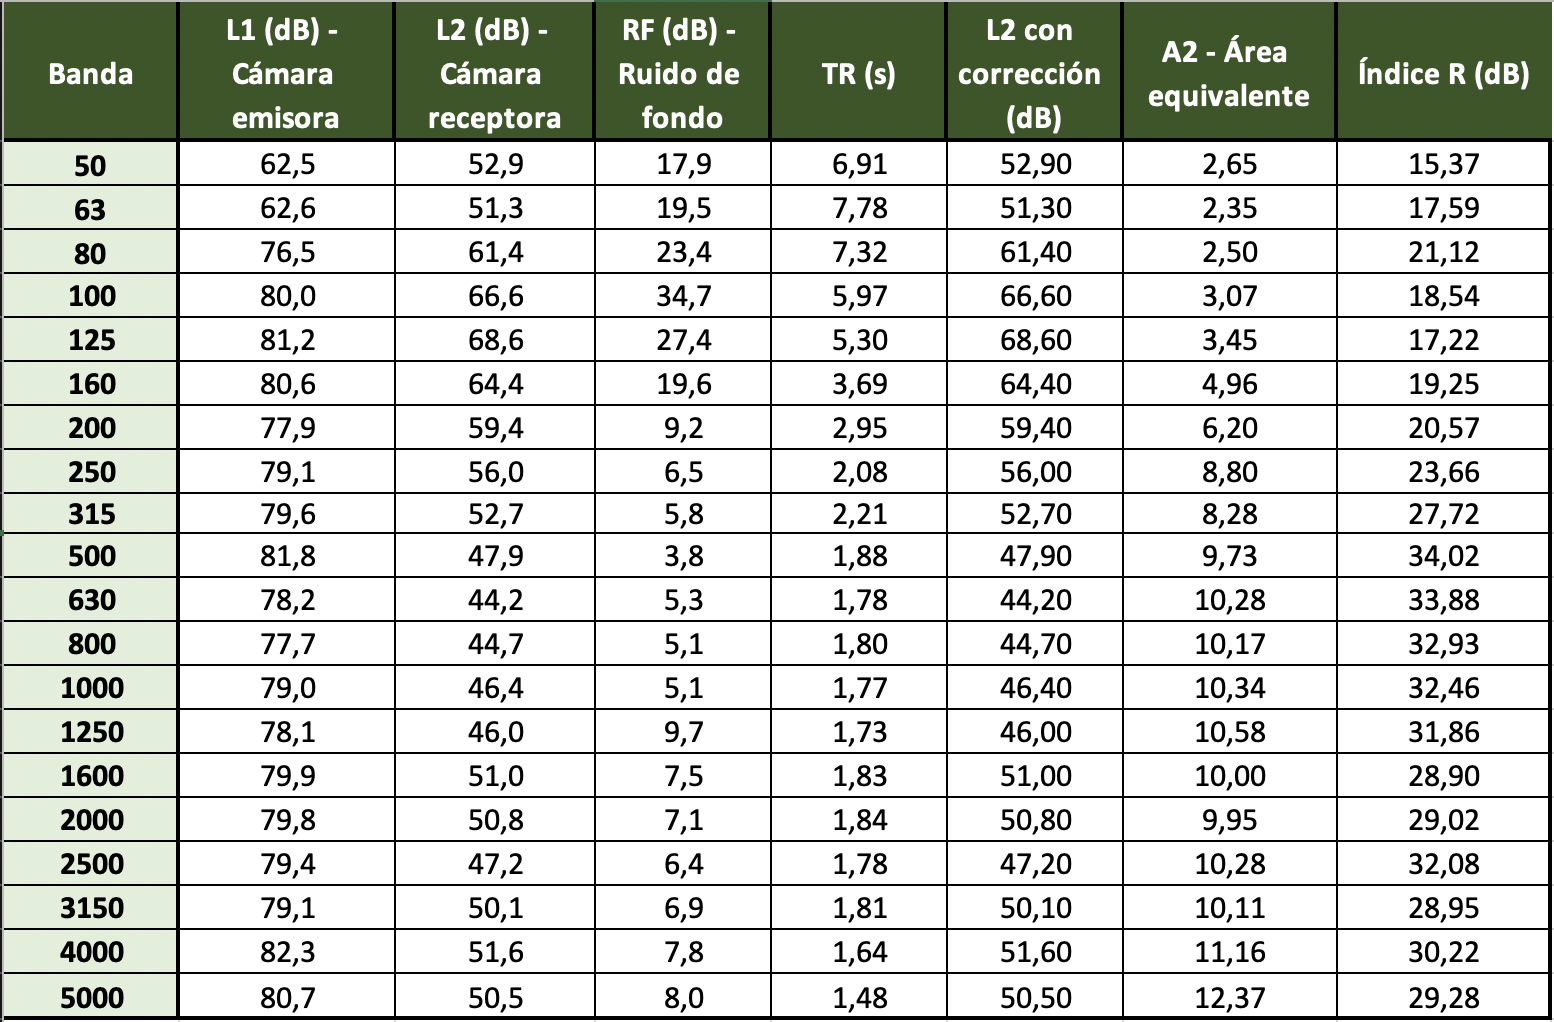 Banda | L1 (dB) - Cámara emisora | L2 (dB) - Cámara receptora | RF (dB) - Ruido de fondo | TR (s) | L2 con corrección (dB) | A2 - Área equivalente | Índice R (dB)
50 | 62,5 | 52,9 | 17,9 | 6,91 | 52,90 | 2,65 | 15,37
63 | 62,6 | 51,3 | 19,5 | 7,78 | 51,30 | 2,35 | 17,59
80 | 76,5 | 61,4 | 23,4 | 7,32 | 61,40 | 2,50 | 21,12
100 | 80,0 | 66,6 | 34,7 | 5,97 | 66,60 | 3,07 | 18,54
125 | 81,2 | 68,6 | 27,4 | 5,30 | 68,60 | 3,45 | 17,22
160 | 80,6 | 64,4 | 19,6 | 3,69 | 64,40 | 4,96 | 19,25
200 | 77,9 | 59,4 | 9,2 | 2,95 | 59,40 | 6,20 | 20,57
250 | 79,1 | 56,0 | 6,5 | 2,08 | 56,00 | 8,80 | 23,66
315 | 79,6 | 52,7 | 5,8 | 2,21 | 52,70 | 8,28 | 27,72
500 | 81,8 | 47,9 | 3,8 | 1,88 | 47,90 | 9,73 | 34,02
630 | 78,2 | 44,2 | 5,3 | 1,78 | 44,20 | 10,28 | 33,88
800 | 77,7 | 44,7 | 5,1 | 1,80 | 44,70 | 10,17 | 32,93
1000 | 79,0 | 46,4 | 5,1 | 1,77 | 46,40 | 10,34 | 32,46
1250 | 78,1 | 46,0 | 9,7 | 1,73 | 46,00 | 10,58 | 31,86
1600 | 79,9 | 51,0 | 7,5 | 1,83 | 51,00 | 10,00 | 28,90
2000 | 79,8 | 50,8 | 7,1 | 1,84 | 50,80 | 9,95 | 29,02
2500 | 79,4 | 47,2 | 6,4 | 1,78 | 47,20 | 10,28 | 32,08
3150 | 79,1 | 50,1 | 6,9 | 1,81 | 50,10 | 10,11 | 28,95
4000 | 82,3 | 51,6 | 7,8 | 1,64 | 51,60 | 11,16 | 30,22
5000 | 80,7 | 50,5 | 8,0 | 1,48 | 50,50 | 12,37 | 29,28